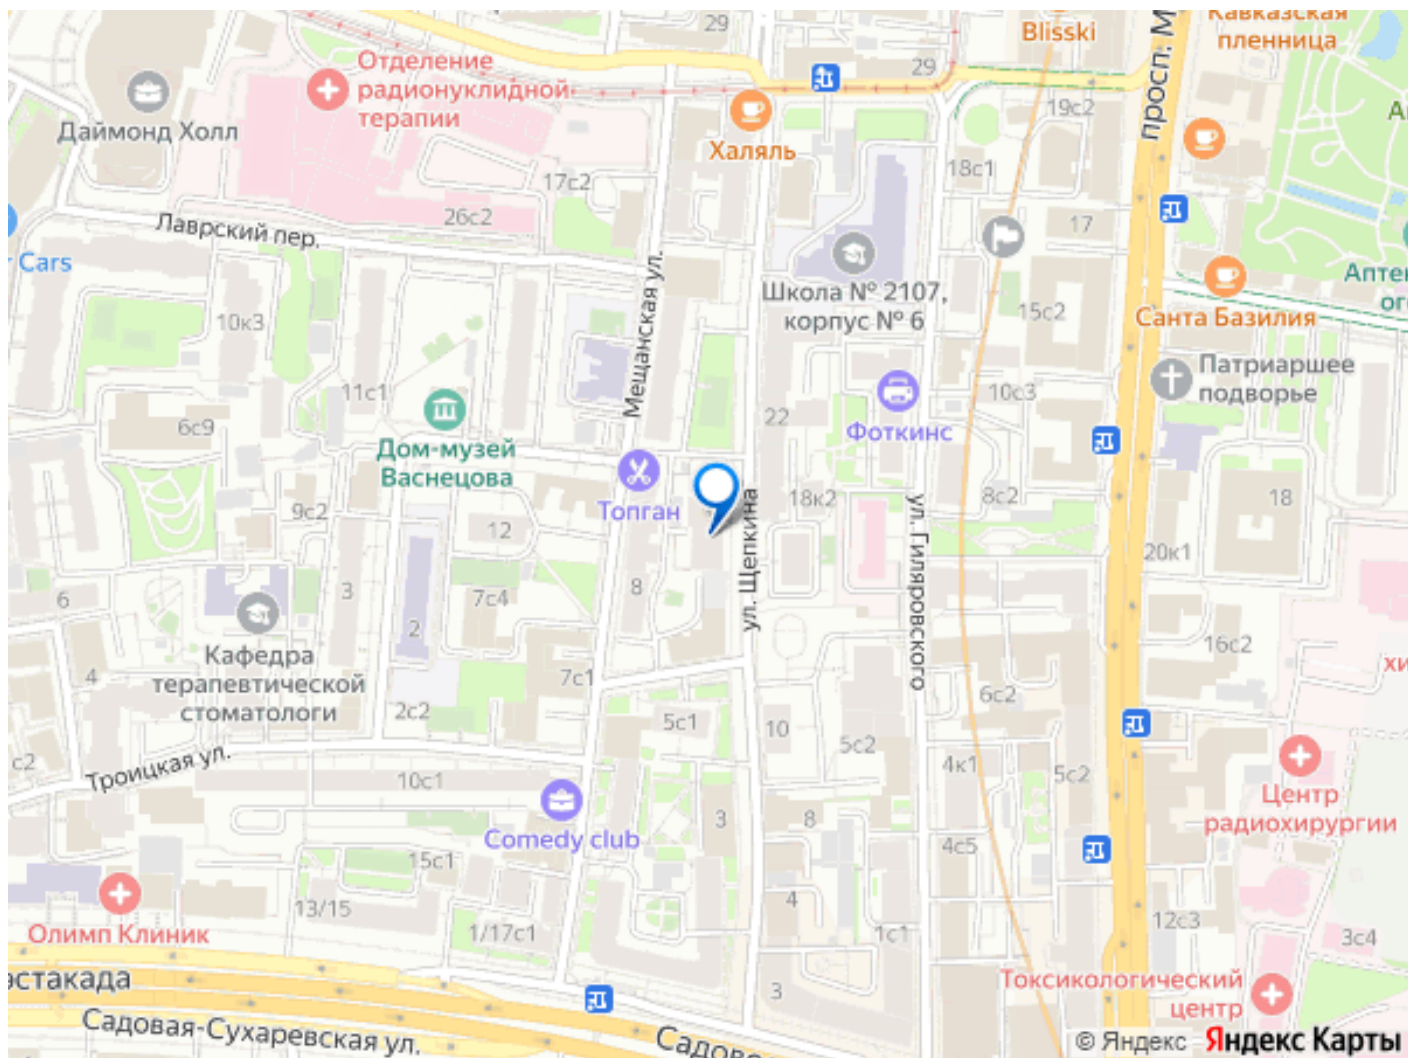 29
Blisski
Кавказская
пленница
просп. М
Отделение
радионуклидной
терапии
29
19с2
Даймонд Холл
Халяль
18с1
17с2
26с2
17
Лаврский пер.
r Cars
Мещанская ул.
Школа № 2107,
корпус № 6
15с2
Санта Базилия
Аптек
ог
10к3
11с1
10с3
Патриаршее
подворье
6с9
22
Фоткинс
Дом-музей
Васнецова
Топган
18к2
8с2
18
9с2
12
ул. Щепкина
ул. Гиляровского
20к1
6
3
2
7с4
8
16с2
Кафедра
терапевтической
стоматологи
4
7с1
6с2
хи
2с2
5с1
10
5с2
4к1
5с2
с2
Троицкая ул.
10с1
3
8
Центр
радиохирургии
Comedy club
15с1
4с5
13/15
4
12с3
Олимп Клиник
1/17с1
1с1
3с4
эстакада
3
Токсикологический
центр
Садовая-Сухаревская ул.
Садово
© Яндекс Яндекс Карты